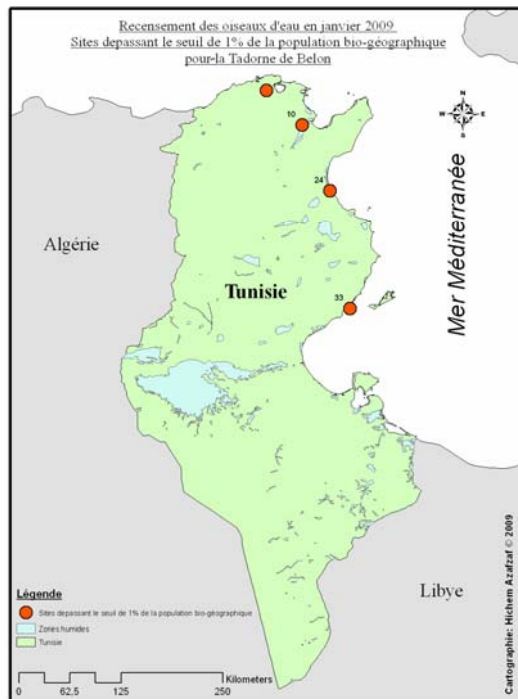 Recensement des oiseaux d'eau en janvier 2009
Sites depassant le seuil de 1% de la population bio-géographique
pour la Tadorne de Belon
2
N
W E
S
10
24
Algérie
Mer Méditerranée
Tunisie
33
Libye
Légende
Sites depassant le seuil de 1% de la population bio-géographique
Zones humides
Tunisie
Kilometers
0 62,5 125 250
Cartographie: Hichem Azafzaf © 2009